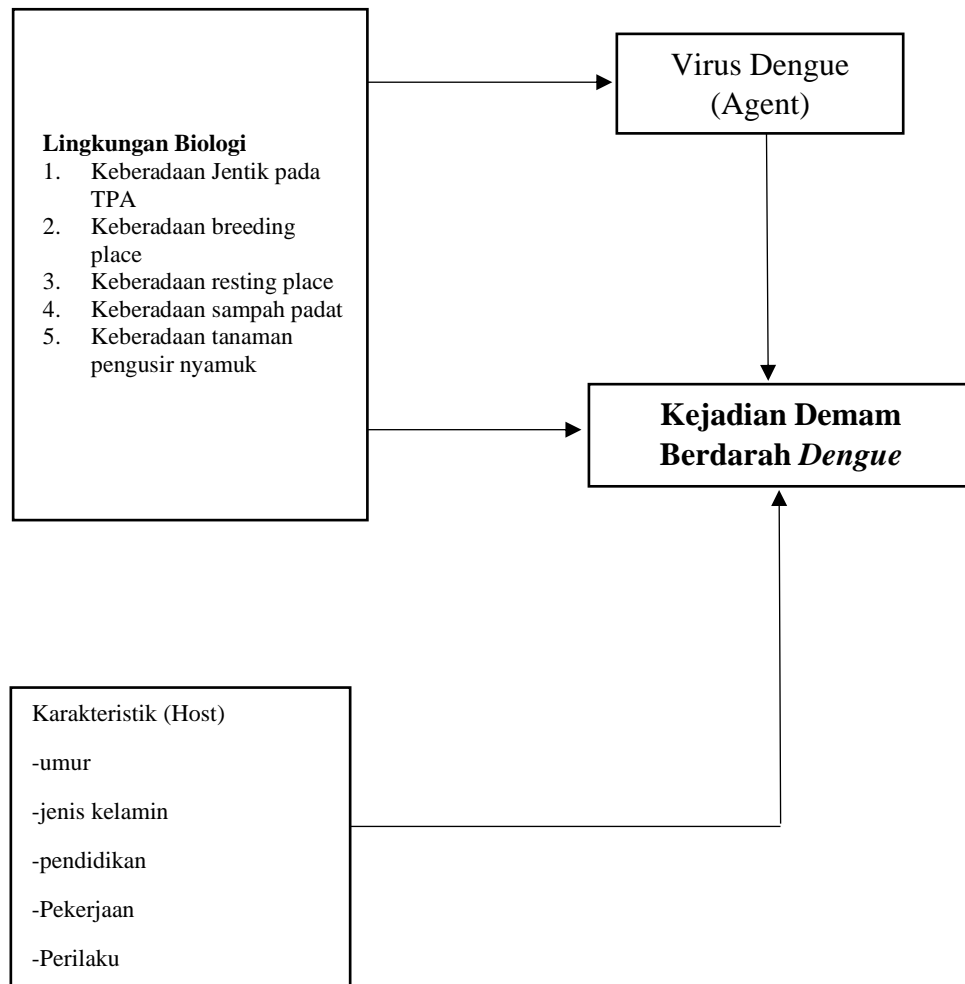 Virus Dengue
(Agent)
Lingkungan Biologi
1. Keberadaan Jentik pada
TPA
2. Keberadaan breeding
place
3. Keberadaan resting place
4. Keberadaan sampah padat
5. Keberadaan tanaman
pengusir nyamuk
Kejadian Demam
Berdarah Dengue
Karakteristik (Host)
-umur
-jenis kelamin
-pendidikan
-Pekerjaan
-Perilaku